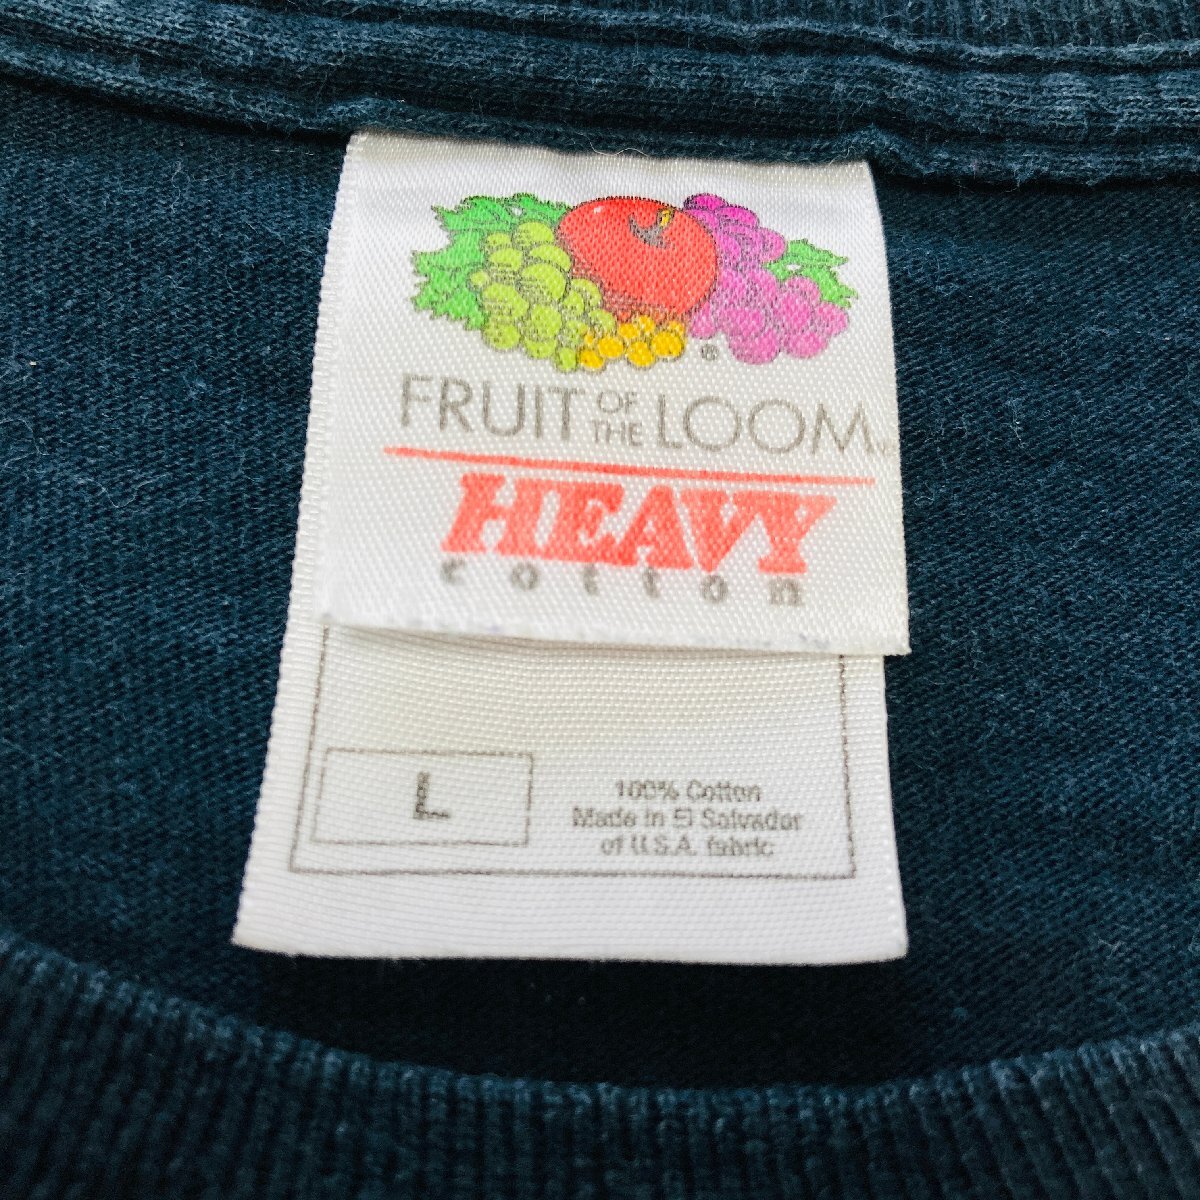 ®
FRUIT OF THE LOOM
HEAVY
cotton
L
100% Cotton
Made in El Salvador
of U.S.A. fabric